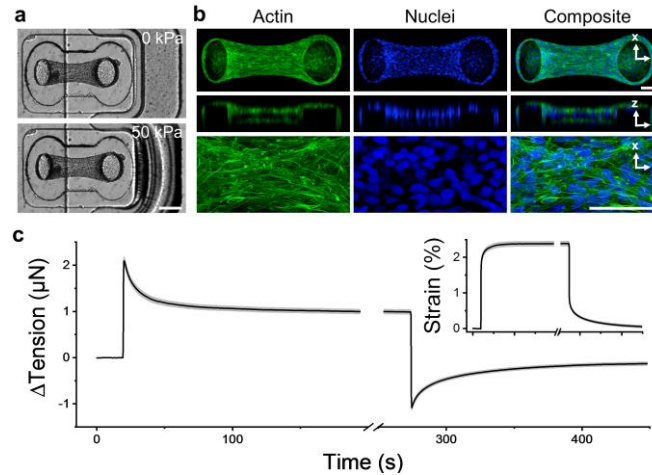 a
0 kPa
50 kPa
b
Actin
Nuclei
Composite
x
z
x
c
ΔTension (µN)
2
1
0
-1
Strain (%)
2
1
0
0
100
300
400
Time (s)